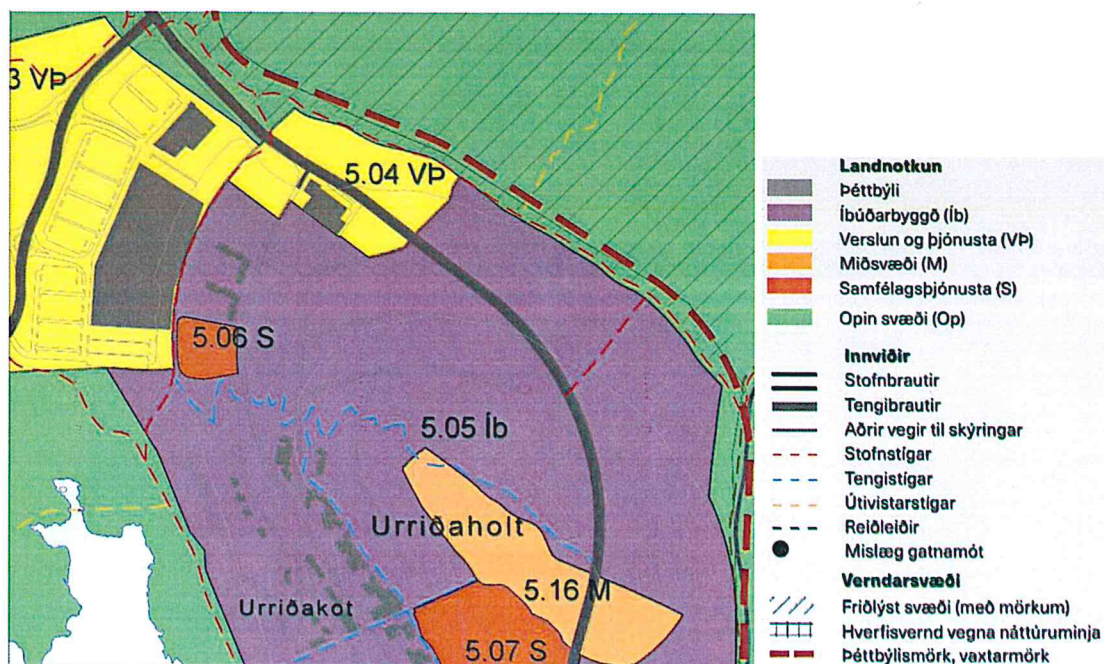 3 VÞ
5.04 VÞ
5.06 S
5.05 Íb
Urriðaholt
Urriðakot
5.16 M
5.07 S
Landnotkun
Þéttbýli
Íbúðarbyggð (Íb)
Verslun og þjónusta (VÞ)
Miðsvæði (M)
Samfélagsþjónusta (S)
Opin svæði (Op)
Innviðir
Stofnbrautir
Tengibrautir
Aðrir vegir til skýringar
Stofnstígar
Tengistígar
Útivistarstígar
Reiðleiðir
Mislæg gatnamót
Verndarsvæði
Friðlýst svæði (með mörkum)
Hverfisvernd vegna náttúruminja
Þéttbýlismörk, vaxtarmörk